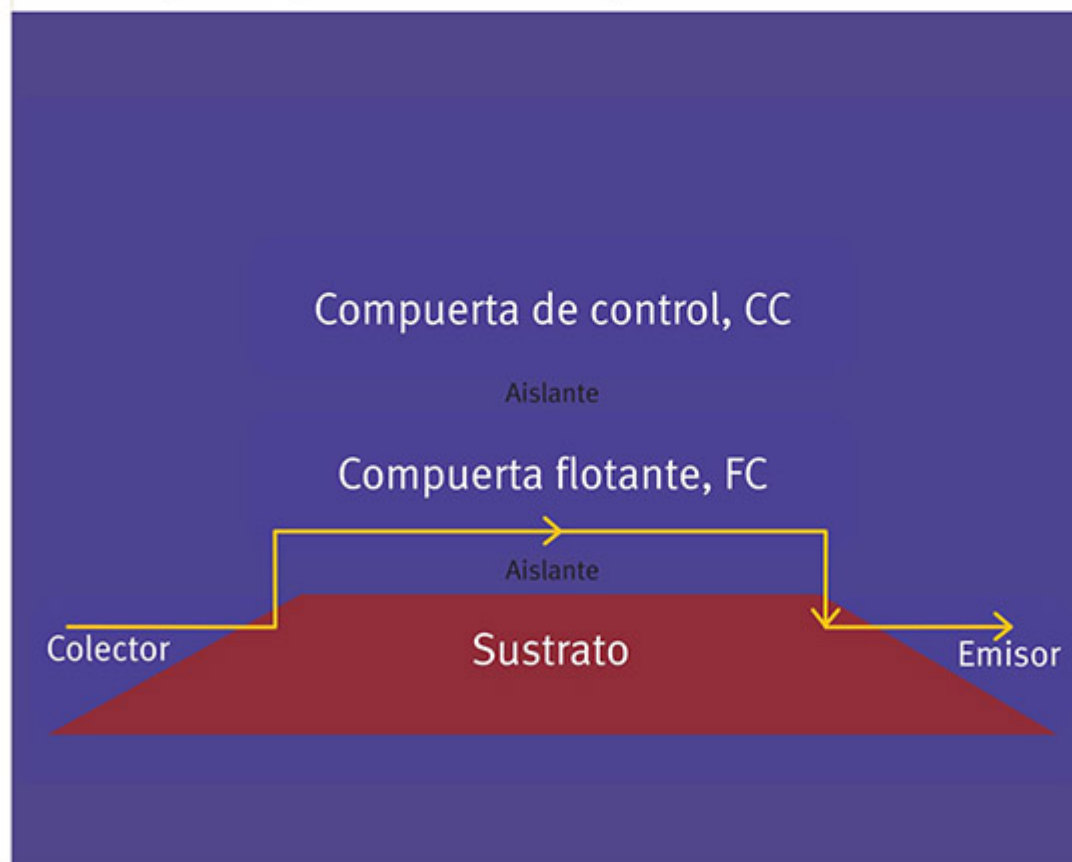 Compuerta de control, CC
Aislante
Compuerta flotante, FC
Aislante
Colector
Sustrato
Emisor